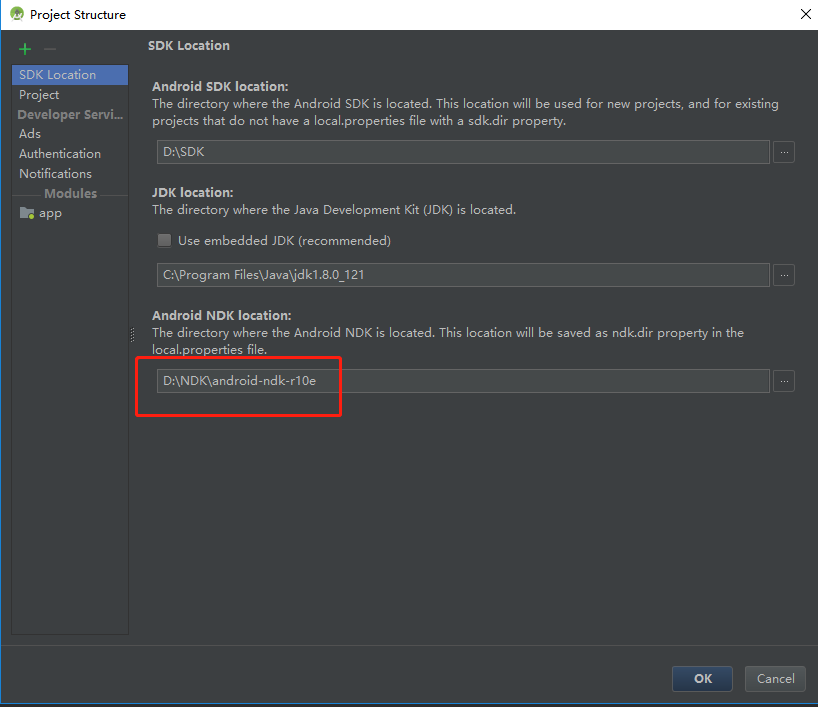 Project Structure
SDK Location
Project
Developer Servi...
Ads
Authentication
Notifications
Modules
app
SDK Location
Android SDK location:
The directory where the Android SDK is located. This location will be used for new projects, and for existing
projects that do not have a local.properties file with a sdk.dir property.
D:\SDK
...
JDK location:
The directory where the Java Development Kit (JDK) is located.
Use embedded JDK (recommended)
C:\Program Files\Java\jdk1.8.0_121
...
Android NDK location:
The directory where the Android NDK is located. This location will be saved as ndk.dir property in the
local.properties file.
D:\NDK\android-ndk-r10e
...
OK
Cancel